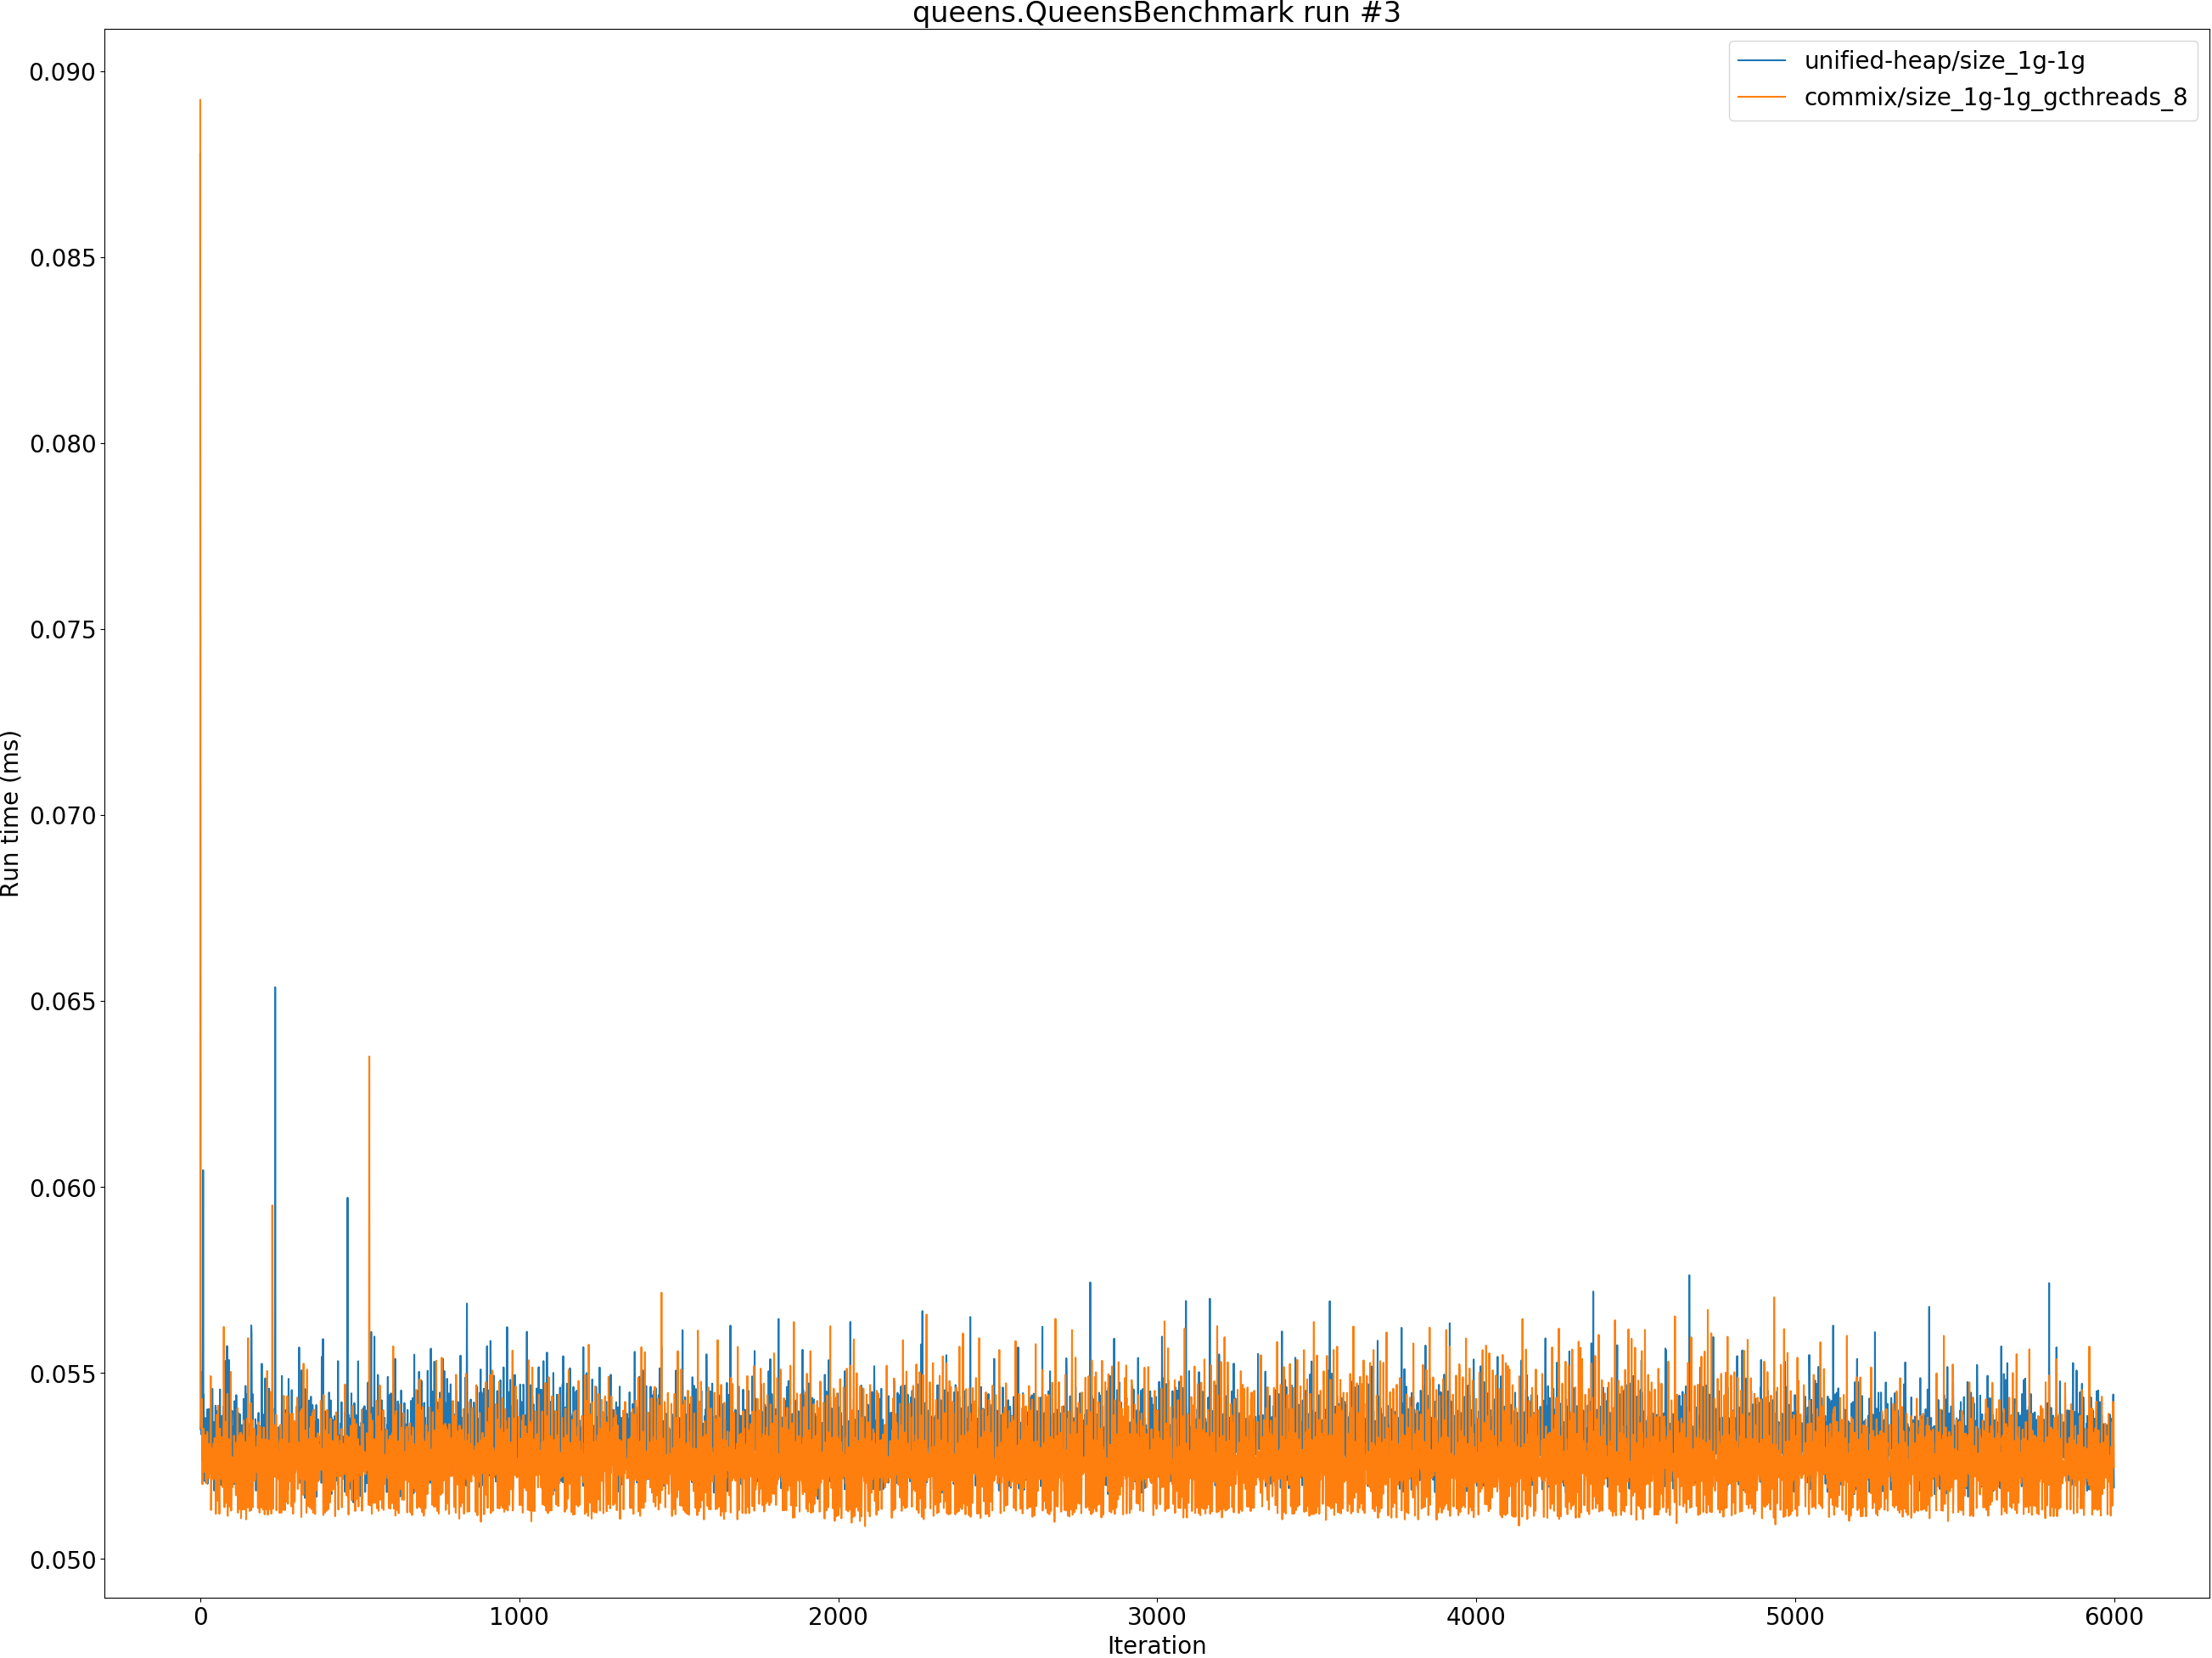 queens.QueensBenchmark run #3
unified-heap/size_1g-1g
commix/size_1g-1g_gcthreads_8
0.090
0.085
0.080
0.075
0.070
0.065
0.060
0.055
0.050
Run time (ms)
0 1000 2000 3000 4000 5000 6000
Iteration